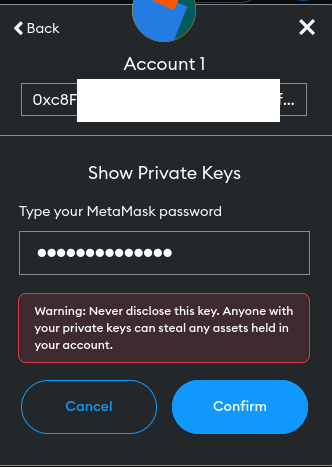 Back
Account 1
0xc8F
f...
Show Private Keys
Type your MetaMask password
Warning: Never disclose this key. Anyone with
your private keys can steal any assets held in
your account.
Cancel
Confirm